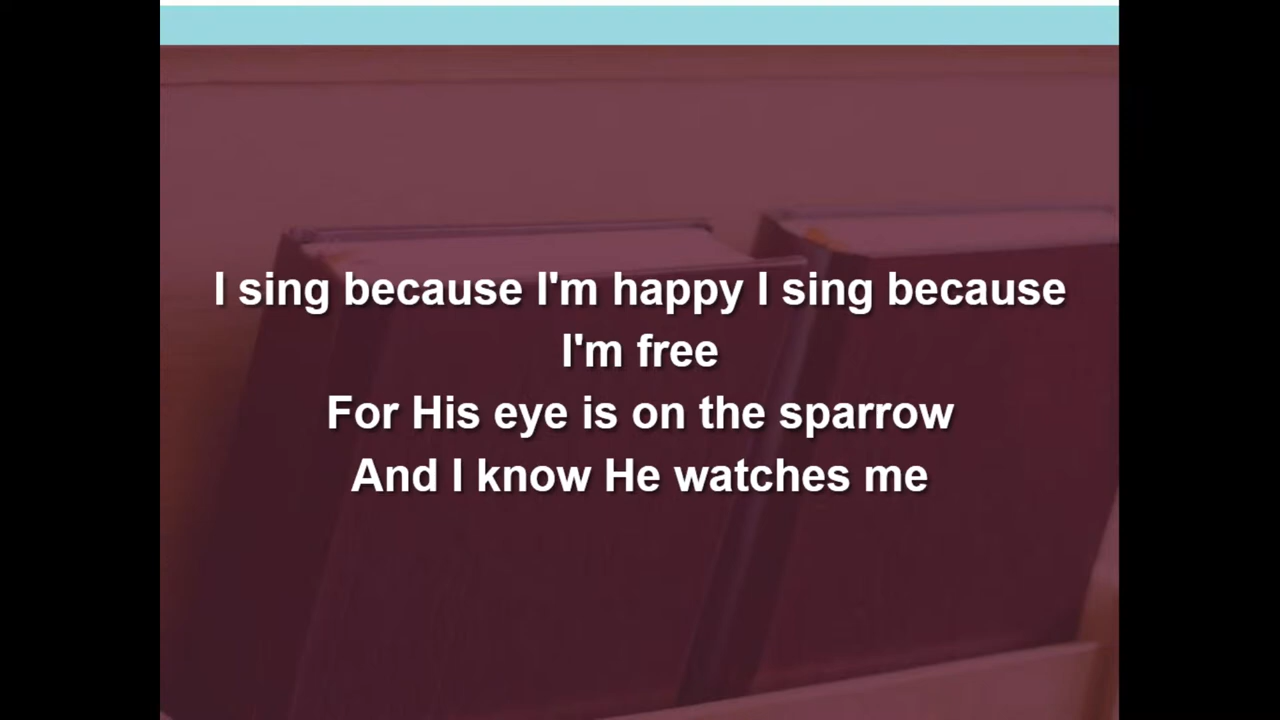 I sing because I'm happy I sing because
I'm free
For His eye is on the sparrow
And I know He watches me